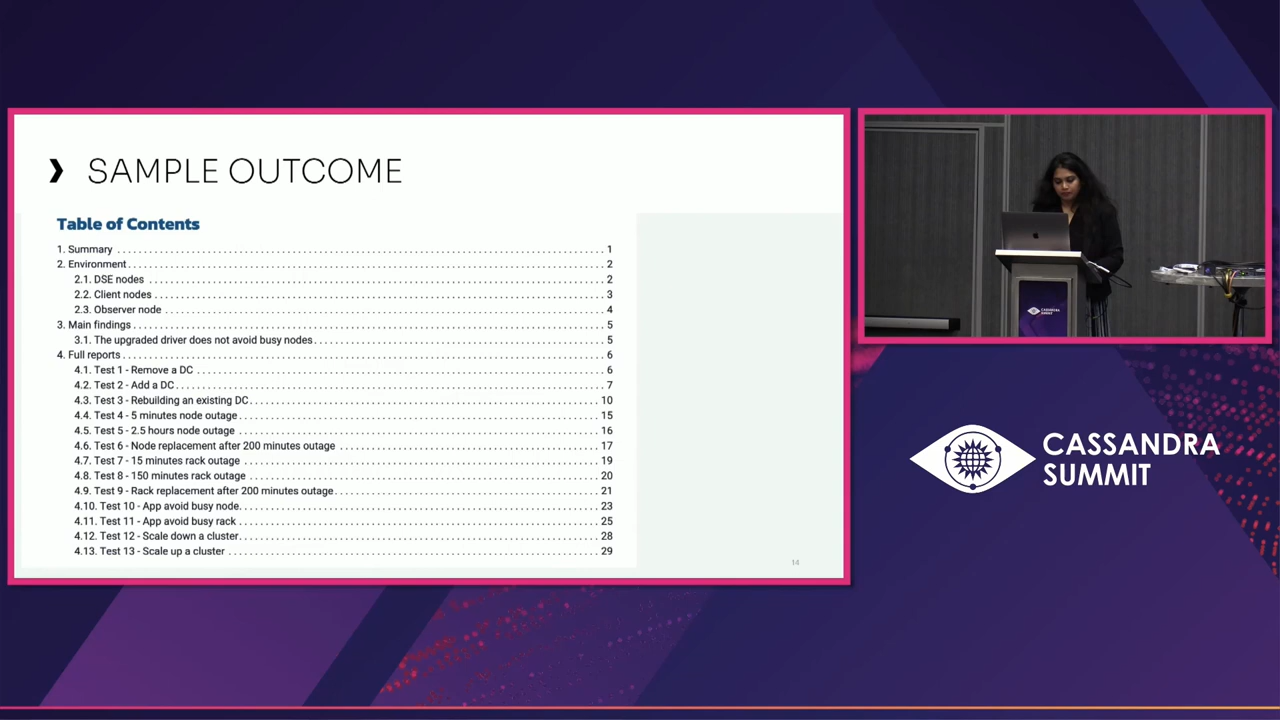 ❯ SAMPLE OUTCOME
Table of Contents
1. Summary . . . . . . . . . . 1
2. Environment . . . . . . . . . . 2
2.1. DSE nodes . . . . . . . . . . 2
2.2. Client nodes . . . . . . . . . . 3
2.3. Observer node . . . . . . . . . . 4
3. Main findings . . . . . . . . . . 5
3.1. The upgraded driver does not avoid busy nodes . . . . . . . . . . 5
4. Full reports . . . . . . . . . . 6
4.1. Test 1 - Remove a DC . . . . . . . . . . 6
4.2. Test 2 - Add a DC . . . . . . . . . . 7
4.3. Test 3 - Rebuilding an existing DC . . . . . . . . . . 10
4.4. Test 4 - 5 minutes node outage . . . . . . . . . . 15
4.5. Test 5 - 2.5 hours node outage . . . . . . . . . . 16
4.6. Test 6 - Node replacement after 200 minutes outage . . . . . . . . . . 17
4.7. Test 7 - 15 minutes rack outage . . . . . . . . . . 19
4.8. Test 8 - 150 minutes rack outage . . . . . . . . . . 20
4.9. Test 9 - Rack replacement after 200 minutes outage . . . . . . . . . . 21
4.10. Test 10 - App avoid busy node . . . . . . . . . . 23
4.11. Test 11 - App avoid busy rack . . . . . . . . . . 25
4.12. Test 12 - Scale down a cluster . . . . . . . . . . 28
4.13. Test 13 - Scale up a cluster . . . . . . . . . . 29
14
CASSANDRA
SUMMIT